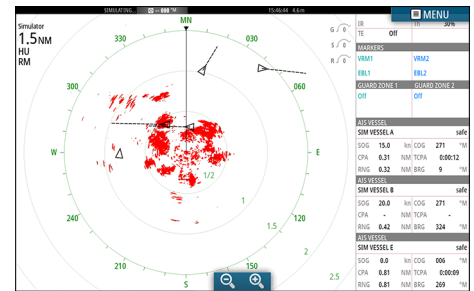 SIMULATING... -- 000 °M 15:46:44 4.6 m
MENU
Simulator
1.5NM
HU
RM
MN
330
300
060
W
E
240
120
210
150
S
1/2
1
1.5
2
2.5
G 0
S 0
R 0
IR TR 30%
TE Off
MARKERS
VRM1 VRM2
EBL1 EBL2
GUARD ZONE 1 GUARD ZONE 2
Off Off
AIS VESSEL
SIM VESSEL A safe
SOG 15.0 kn COG 271 °M
CPA 0.31 NM TCPA 0:00:12
RNG 0.32 NM BRG 9 °M
AIS VESSEL
SIM VESSEL B safe
SOG 20.0 kn COG 271 °M
CPA - NM TCPA -
RNG 0.42 NM BRG 324 °M
AIS VESSEL
SIM VESSEL E safe
SOG 0.0 kn COG 006 °M
CPA 0.81 NM TCPA 0:00:09
RNG 0.81 NM BRG 269 °M